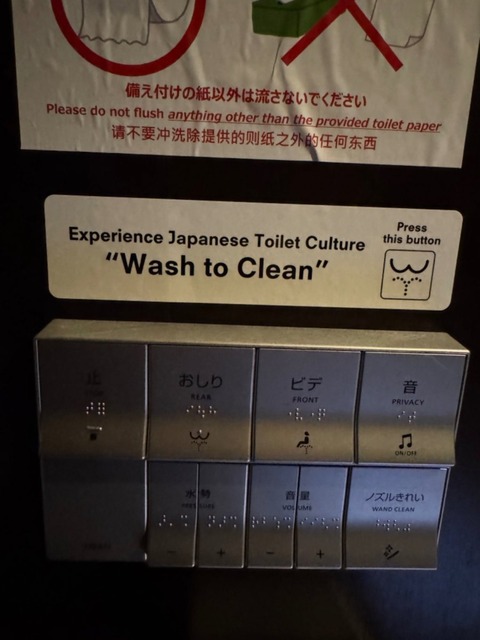 備え付けの紙以外は流さないでください
Please do not flush anything other than the provided toilet paper
请不要冲洗除提供的则纸之外的任何东西
Experience Japanese Toilet Culture
“Wash to Clean”
Press
this button
止 おしり ビデ 音
REAR FRONT PRIVACY
ON/OFF
水勢 音量 ノズルきれい
PRESSURE VOLUME WAND CLEAN
- + - +